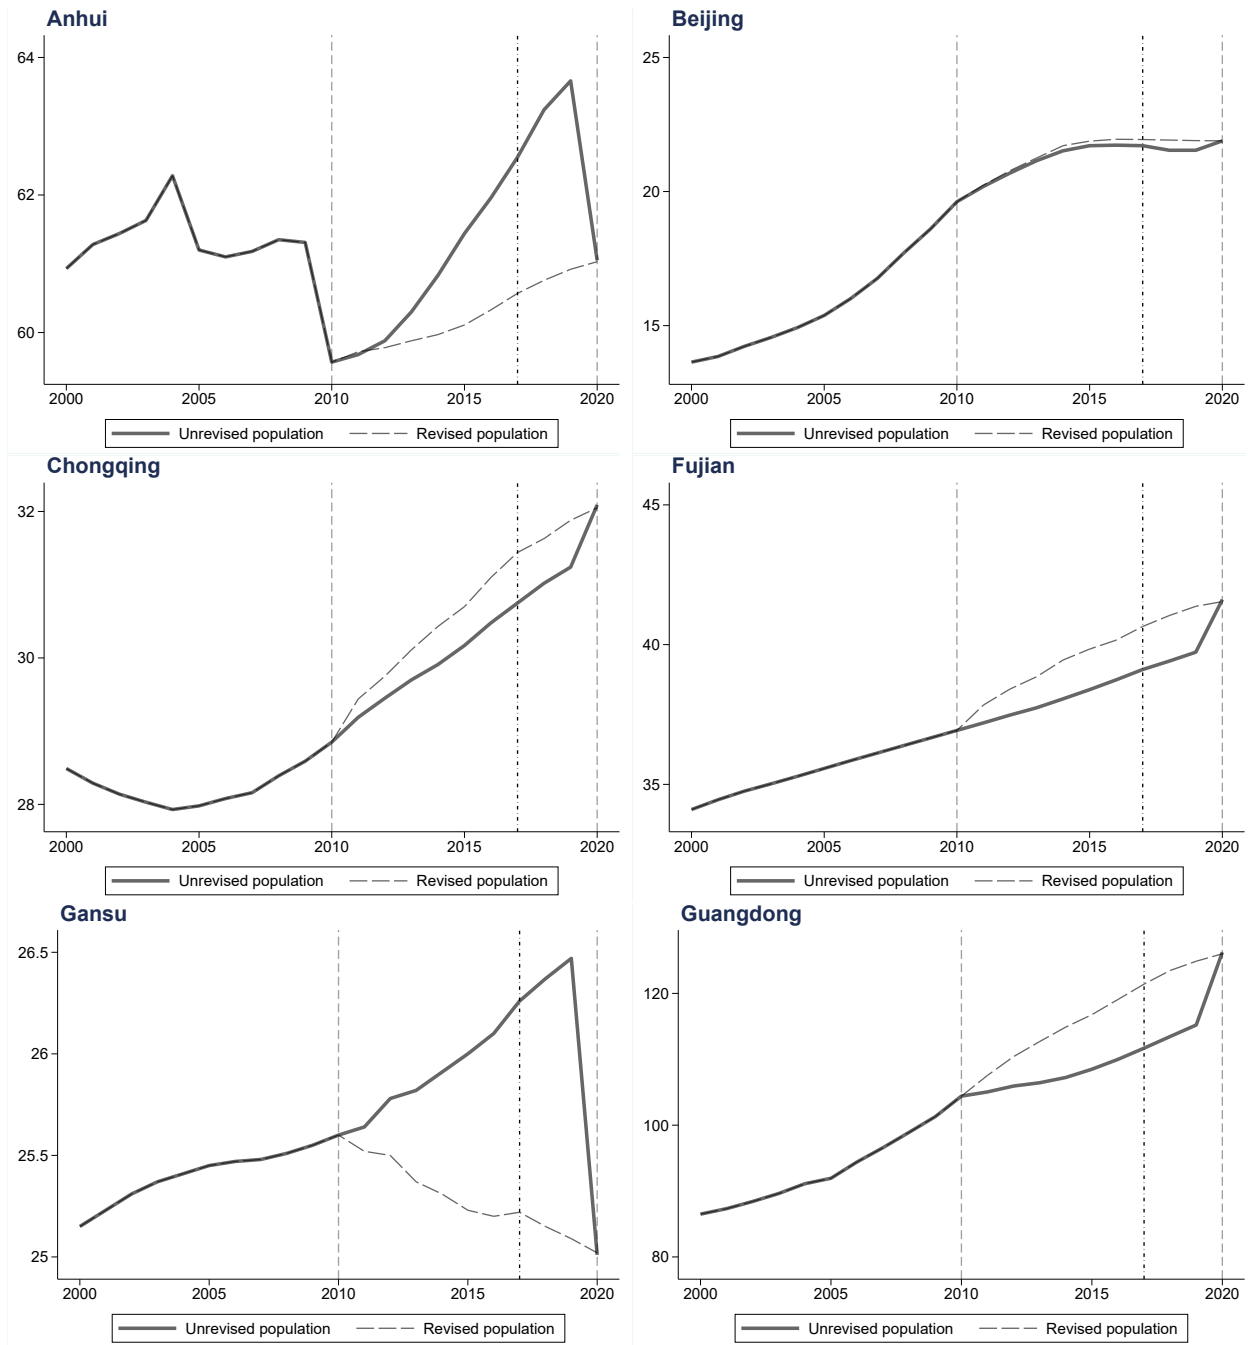 Anhui
64
62
60
2000 2005 2010 2015 2020
Unrevised population Revised population
Beijing
25
20
15
2000 2005 2010 2015 2020
Unrevised population Revised population
Chongqing
32
30
28
2000 2005 2010 2015 2020
Unrevised population Revised population
Fujian
45
40
35
2000 2005 2010 2015 2020
Unrevised population Revised population
Gansu
26.5
26
25.5
25
2000 2005 2010 2015 2020
Unrevised population Revised population
Guangdong
120
100
80
2000 2005 2010 2015 2020
Unrevised population Revised population